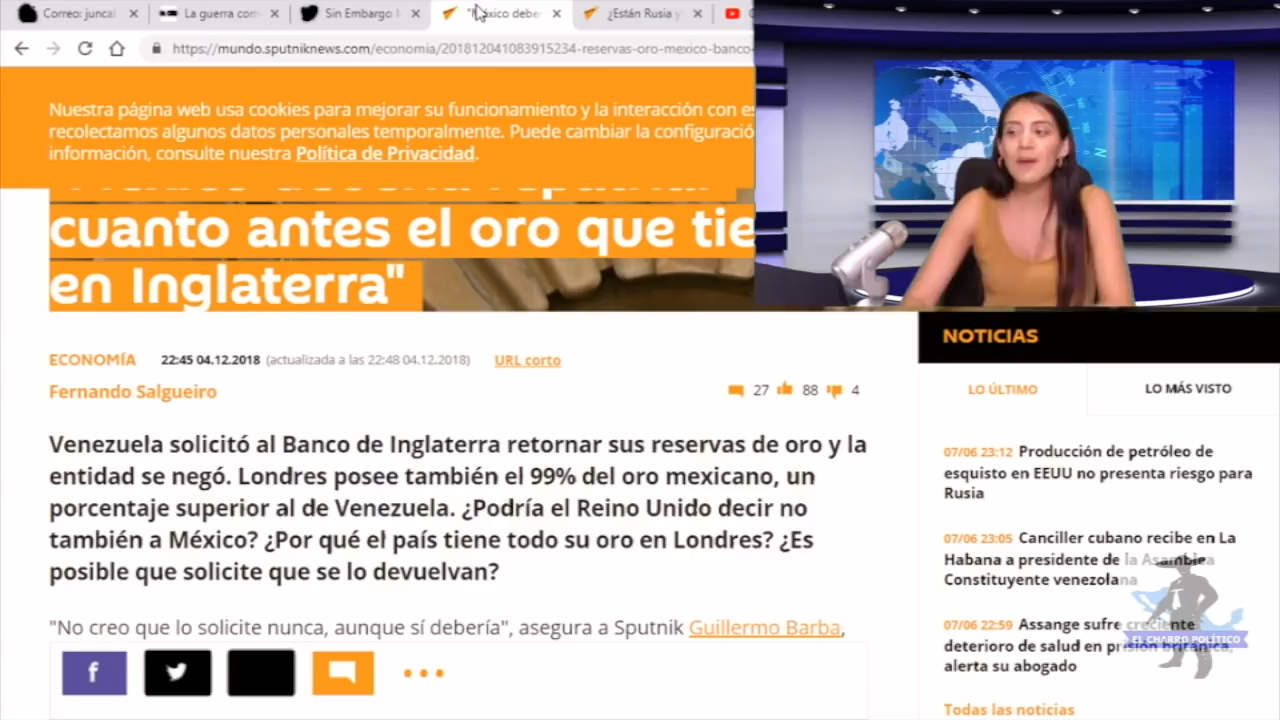 Correo: juncal
La guerra com
Sin Embargo M
"México deber
¿Están Rusia y
https://mundo.sputniknews.com/economia/201812041083915234-reservas-oro-mexico-banco-
Nuestra página web usa cookies para mejorar su funcionamiento y la interacción con es
recolectamos algunos datos personales temporalmente. Puede cambiar la configuració
información, consulte nuestra Política de Privacidad.
cuanto antes el oro que tie
en Inglaterra"
ECONOMÍA 22:45 04.12.2018 (actualizada a las 22:48 04.12.2018) URL corto
Fernando Salgueiro 27 88 4
Venezuela solicitó al Banco de Inglaterra retornar sus reservas de oro y la
entidad se negó. Londres posee también el 99% del oro mexicano, un
porcentaje superior al de Venezuela. ¿Podría el Reino Unido decir no
también a México? ¿Por qué el país tiene todo su oro en Londres? ¿Es
posible que solicite que se lo devuelvan?
"No creo que lo solicite nunca, aunque sí debería", asegura a Sputnik Guillermo Barba,
NOTICIAS
LO ÚLTIMO LO MÁS VISTO
07/06 23:12 Producción de petróleo de
esquisto en EEUU no presenta riesgo para
Rusia
07/06 23:05 Canciller cubano recibe en La
Habana a presidente de la Asamblea
Constituyente venezolana
07/06 22:59 Assange sufre creciente
deterioro de salud en prisión británica,
alerta su abogado
Todas las noticias
EL CHARRO POLÍTICO